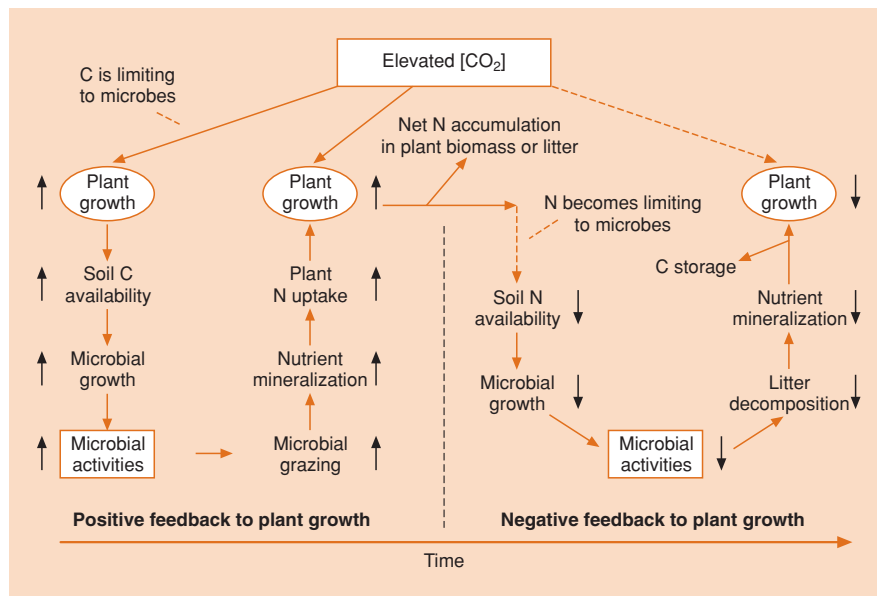 Elevated [CO₂]
C is limiting
to microbes
Net N accumulation
in plant biomass or litter
Plant
growth
Plant
growth
Plant
growth
N becomes limiting
to microbes
C storage
Soil C
availability
Plant
N uptake
Soil N
availability
Nutrient
mineralization
Microbial
growth
Nutrient
mineralization
Microbial
growth
Litter
decomposition
Microbial
activities
Microbial
grazing
Microbial
activities
Positive feedback to plant growth
Negative feedback to plant growth
Time